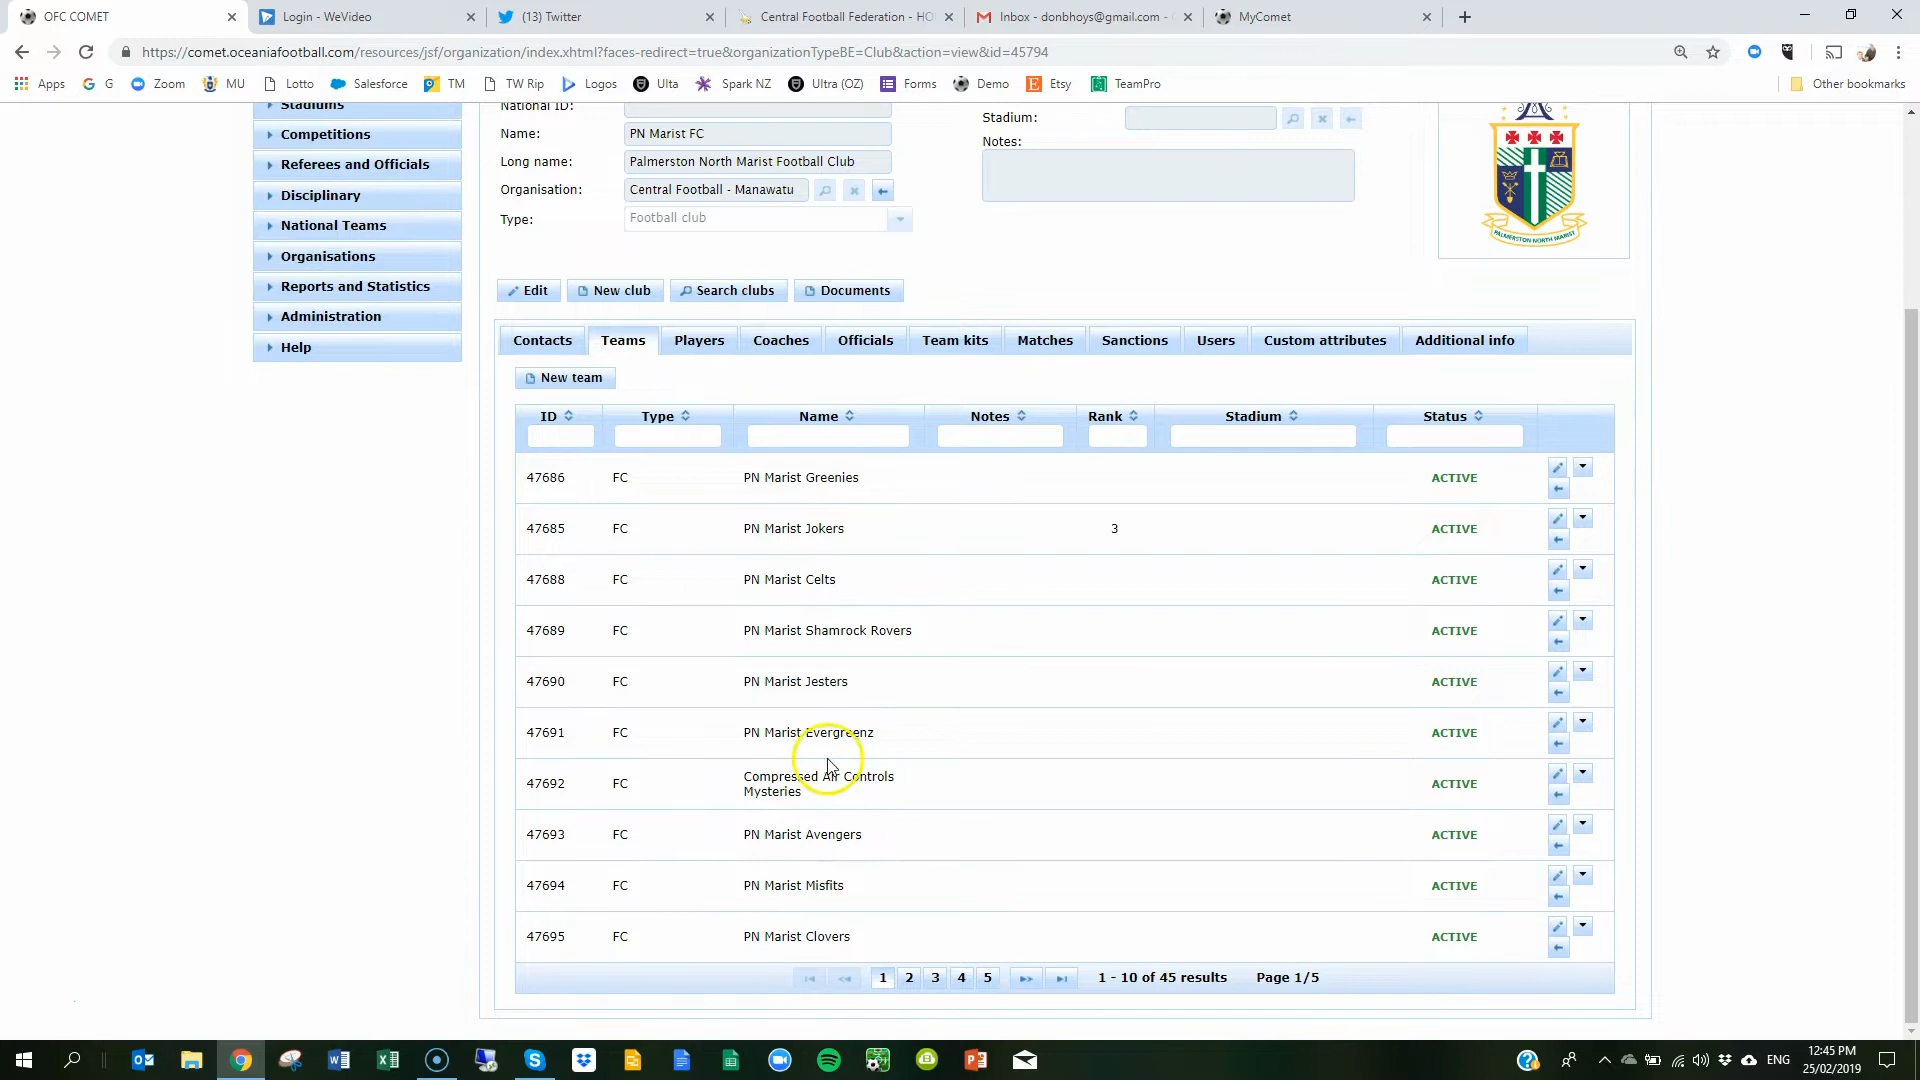 OFC COMET
Login - WeVideo
(13) Twitter
Central Football Federation - HO
Inbox - donbhoys@gmail.com -
MyComet
https://comet.oceaniafootball.com/resources/jsf/organization/index.xhtml?faces-redirect=true&organizationTypeBE=Club&action=view&id=45794
Apps G Zoom MU Lotto Salesforce TM TW Rip Logos Ulta Spark NZ Ultra (OZ) Forms Demo Etsy TeamPro Other bookmarks
Stadiums
Competitions
Referees and Officials
Disciplinary
National Teams
Organisations
Reports and Statistics
Administration
Help
National ID:
Name: PN Marist FC
Long name: Palmerston North Marist Football Club
Organisation: Central Football - Manawatu
Type: Football club
Stadium:
Notes:
PALMERSTON NORTH MARIST
Edit New club Search clubs Documents
Contacts Teams Players Coaches Officials Team kits Matches Sanctions Users Custom attributes Additional info
New team
ID Type Name Notes Rank Stadium Status
47686 FC PN Marist Greenies ACTIVE
47685 FC PN Marist Jokers 3 ACTIVE
47688 FC PN Marist Celts ACTIVE
47689 FC PN Marist Shamrock Rovers ACTIVE
47690 FC PN Marist Jesters ACTIVE
47691 FC PN Marist Evergreenz ACTIVE
47692 FC Compressed Air Controls Mysteries ACTIVE
47693 FC PN Marist Avengers ACTIVE
47694 FC PN Marist Misfits ACTIVE
47695 FC PN Marist Clovers ACTIVE
1 2 3 4 5 1 - 10 of 45 results Page 1/5
ENG
12:45 PM
25/02/2019